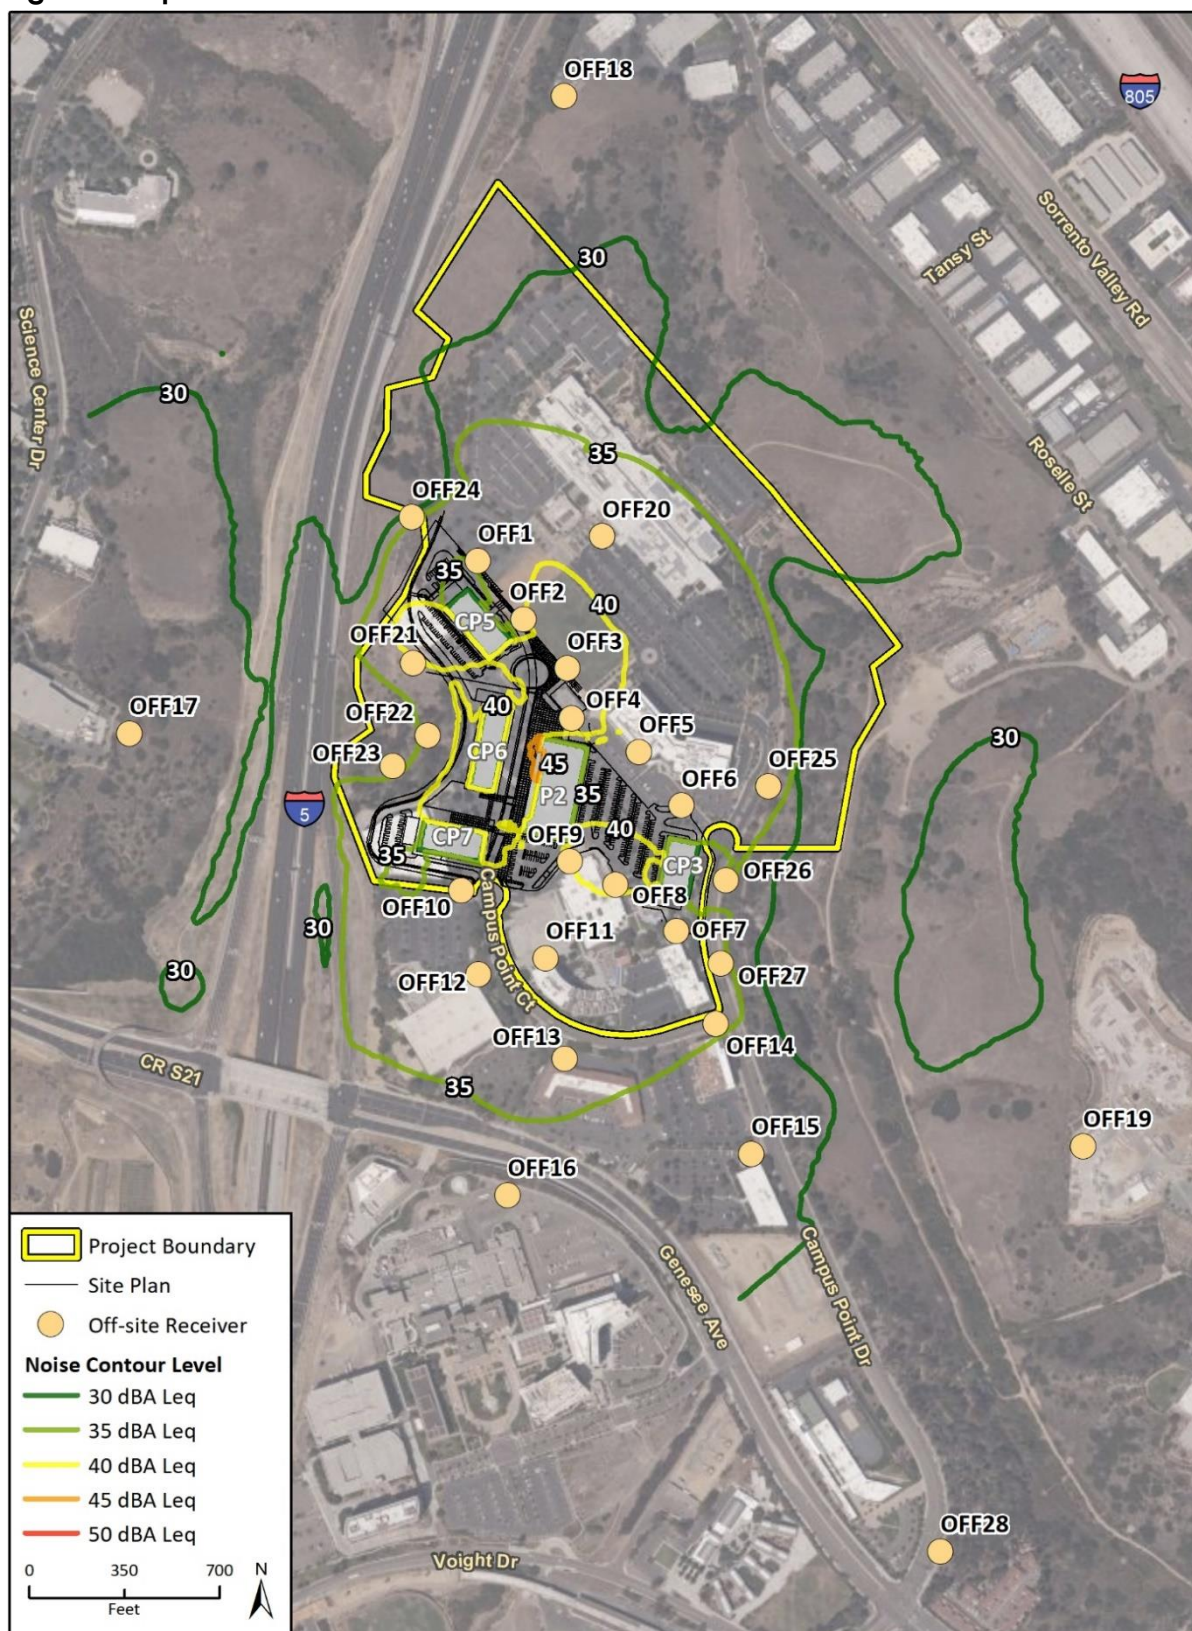 OFF18
805
Sorrento Valley Rd
Tansy St
30
Science Center Dr
30
Roselle St
35
OFF24
OFF20
OFF1
35
OFF2
40
CP5
OFF21
OFF3
40
OFF4
OFF17
OFF22
OFF5
30
CP6
OFF23
45
OFF25
P2
35
OFF6
5
40
CP7
OFF9
35
CP3
OFF26
OFF10
OFF8
Campus Point Ct
30
OFF11
OFF7
30
OFF12
OFF27
OFF13
OFF14
CR S21
35
OFF15
OFF19
OFF16
Campus Point Dr
Genesee Ave
OFF28
Voight Dr
Project Boundary
Site Plan
Off-site Receiver
Noise Contour Level
30 dBA Leq
35 dBA Leq
40 dBA Leq
45 dBA Leq
50 dBA Leq
0 350 700
Feet
N